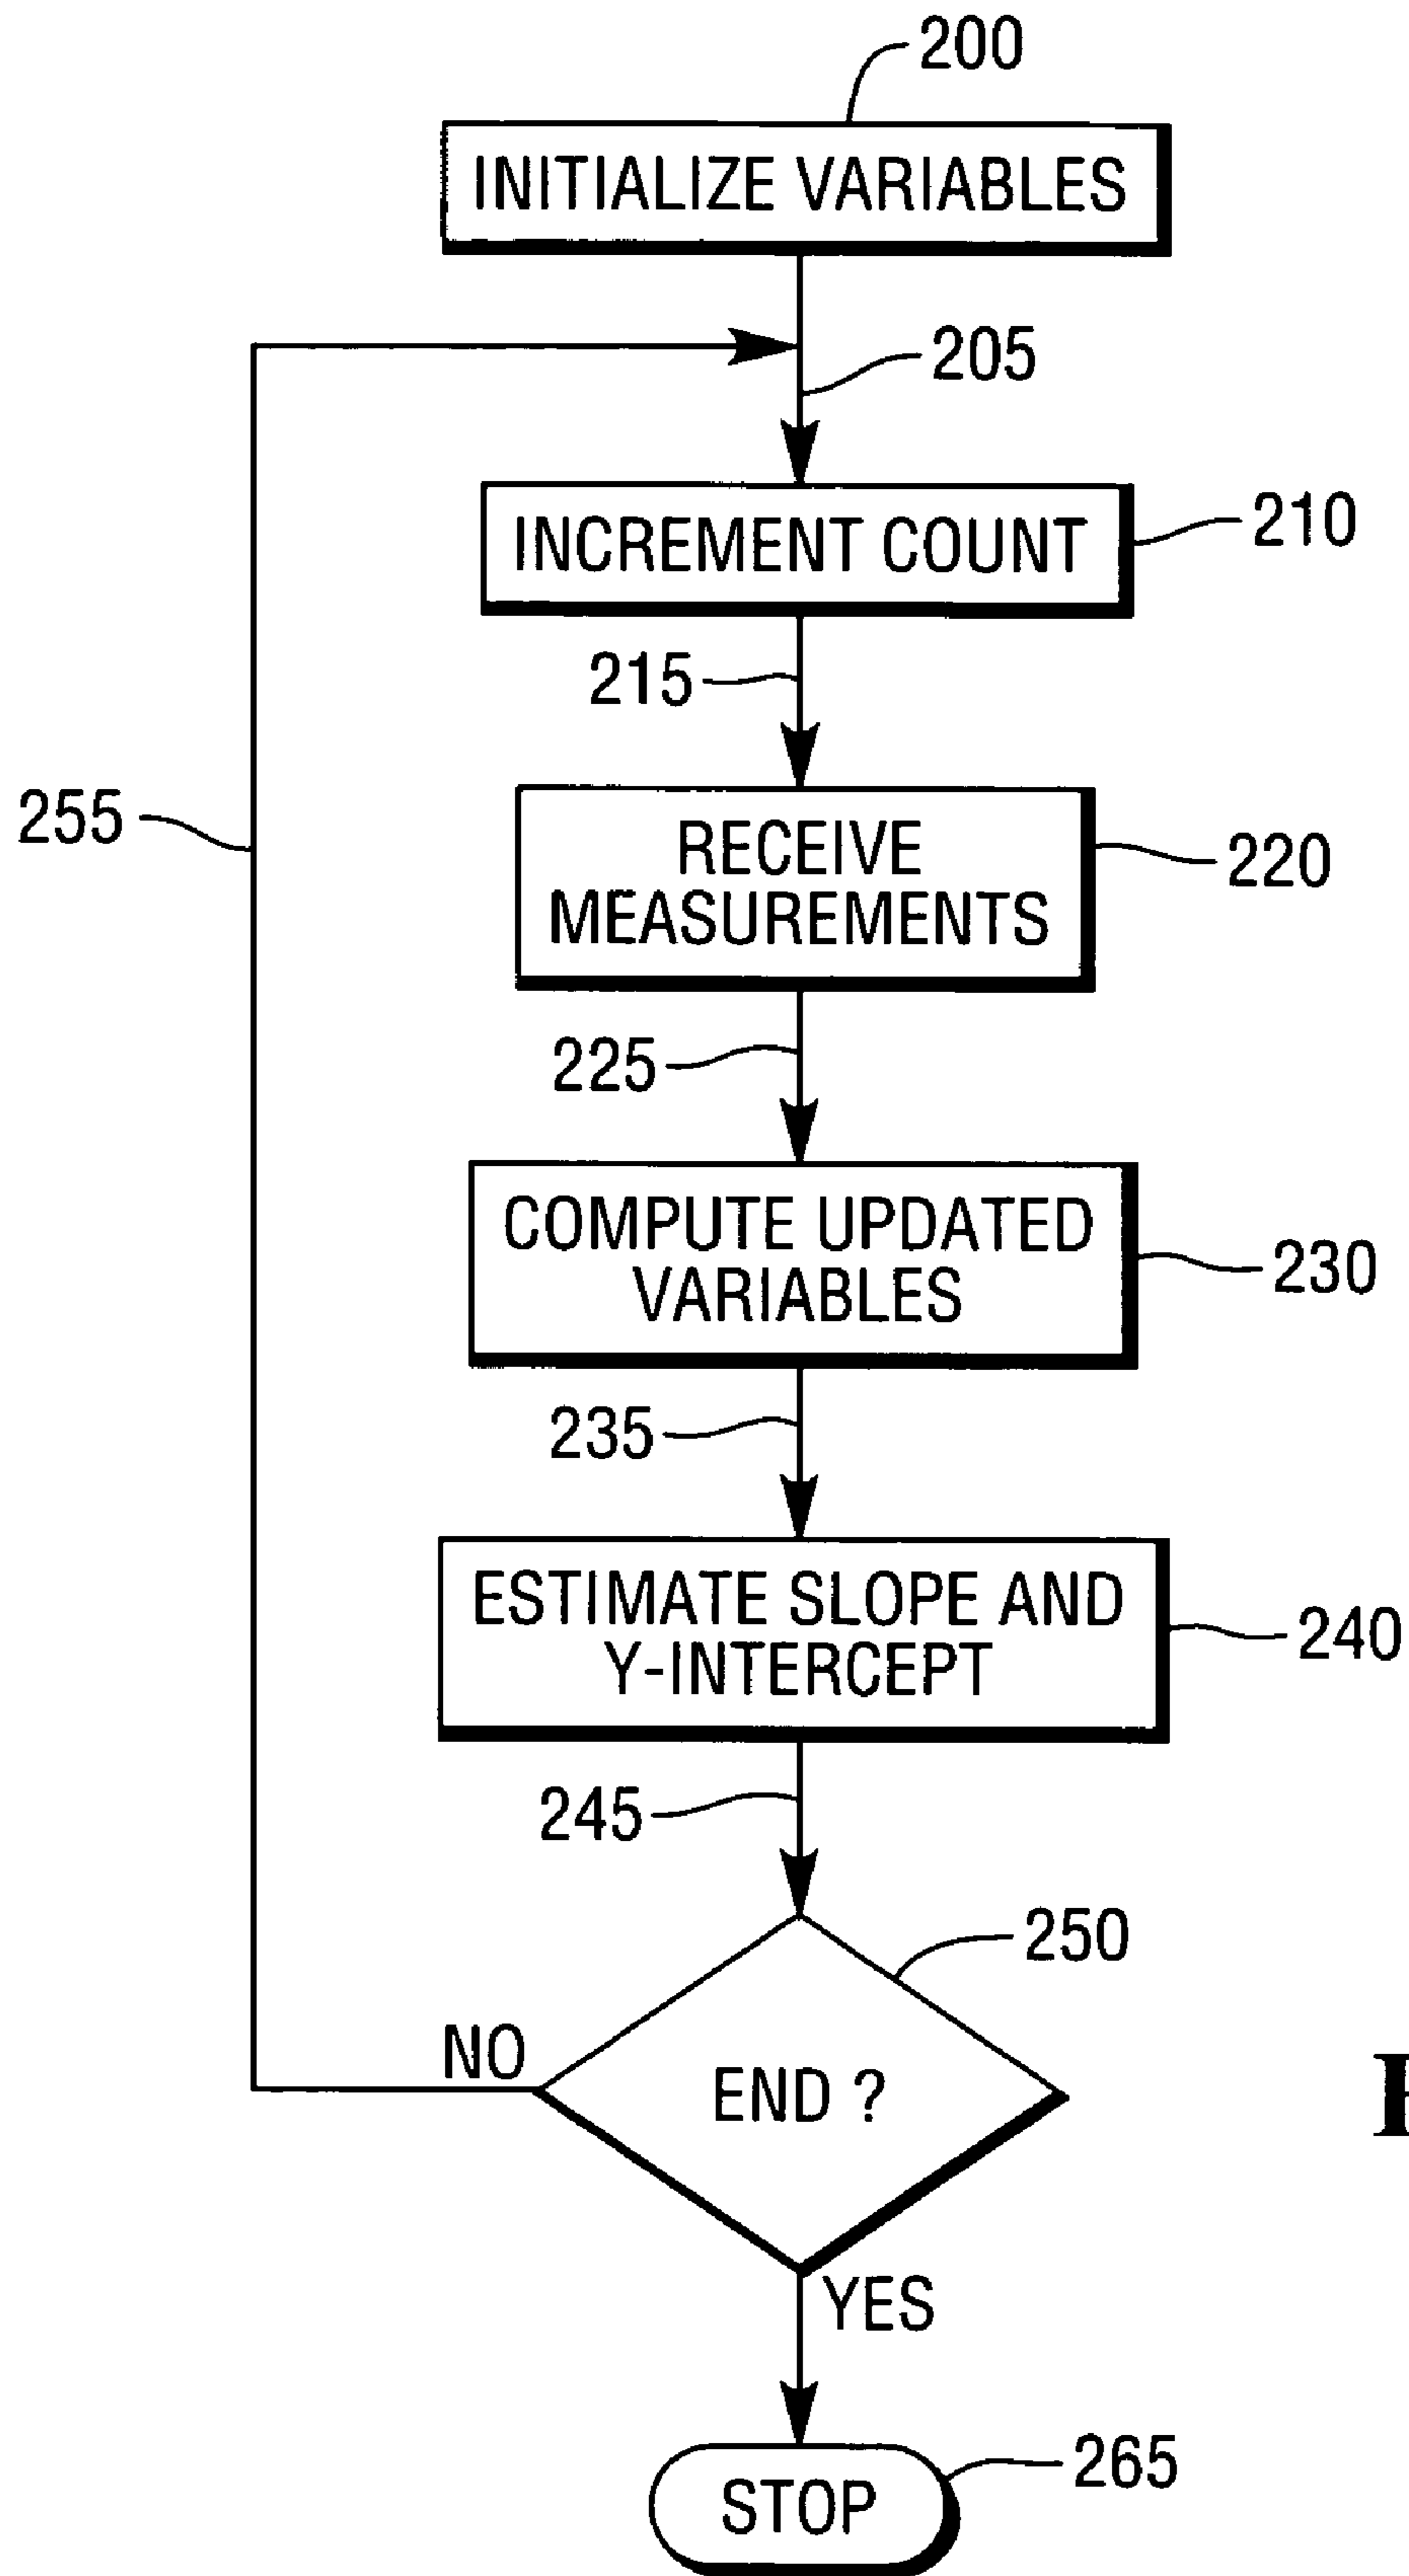 200
INITIALIZE VARIABLES
205
INCREMENT COUNT
210
215
RECEIVE
MEASUREMENTS
220
255
225
COMPUTE UPDATED
VARIABLES
230
235
ESTIMATE SLOPE AND
Y-INTERCEPT
240
245
250
NO
END ?
YES
STOP
265